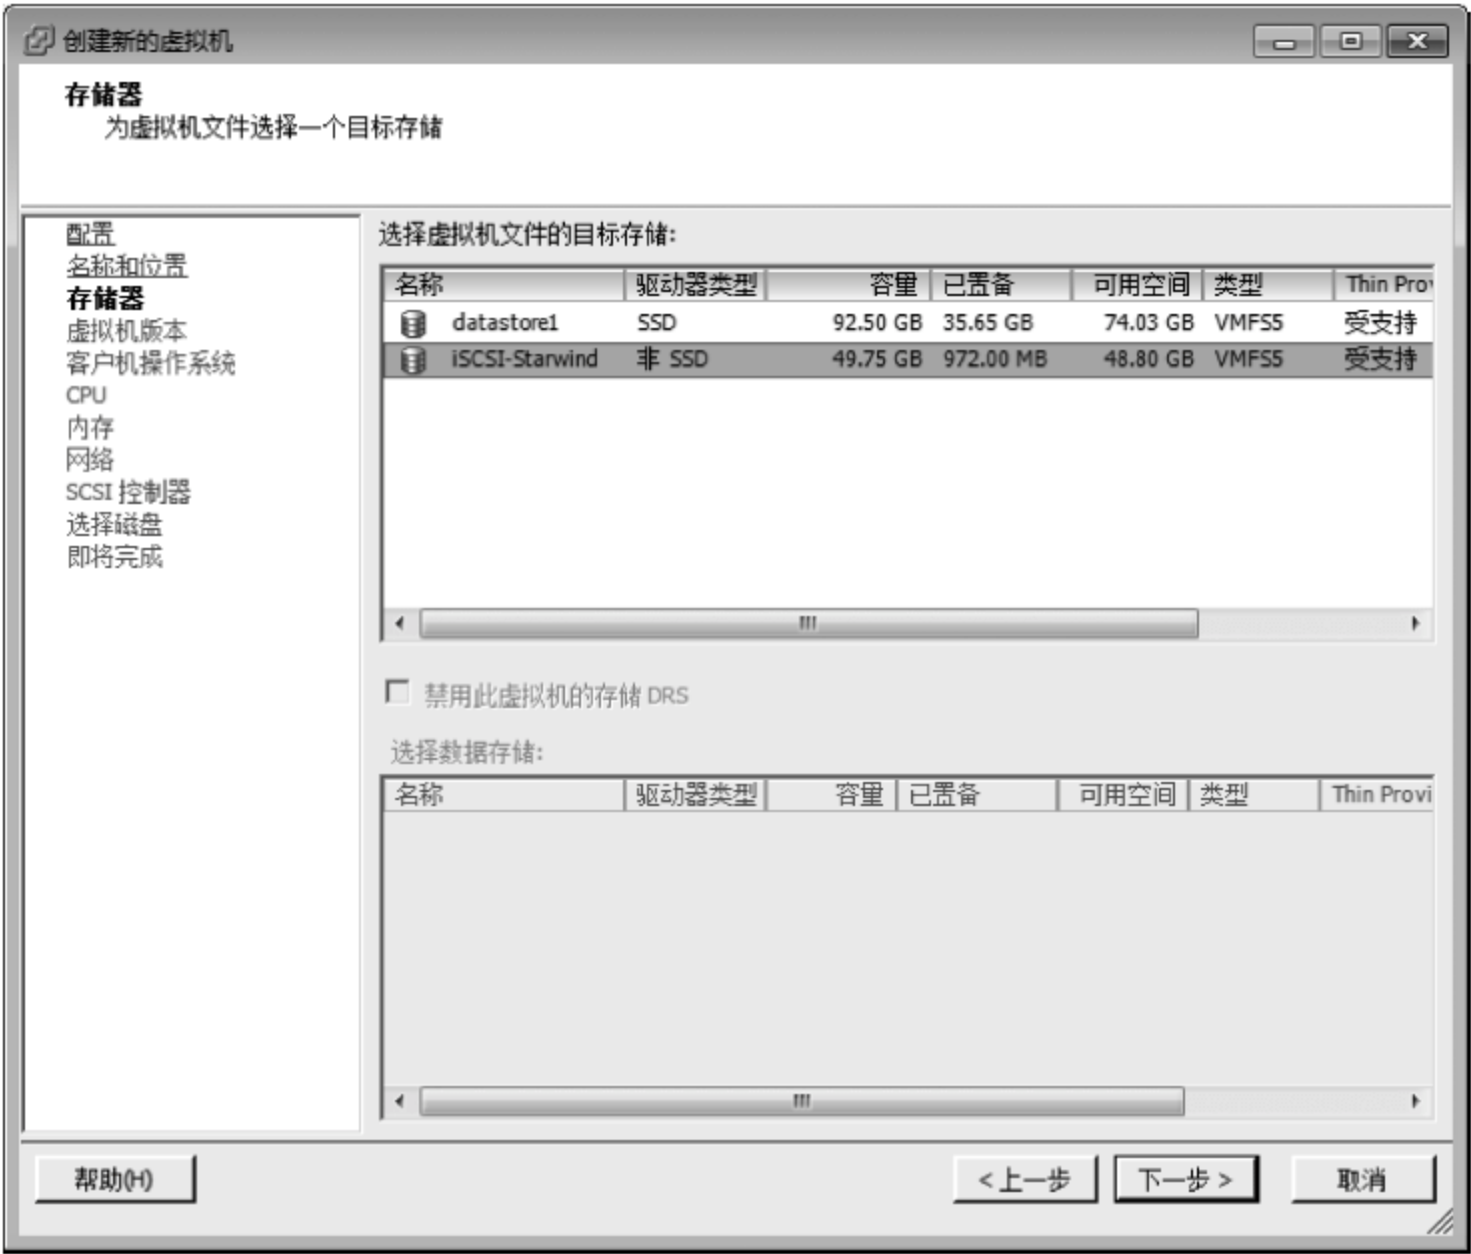 创建新的虚拟机
存储器
为虚拟机文件选择一个目标存储
配置
名称和位置
存储器
虚拟机版本
客户机操作系统
CPU
内存
网络
SCSI 控制器
选择磁盘
即将完成
选择虚拟机文件的目标存储:
名称 驱动器类型 容量 已置备 可用空间 类型 Thin Prov
datastore1 SSD 92.50 GB 35.65 GB 74.03 GB VMFS5 受支持
iSCSI-Starwind 非 SSD 49.75 GB 972.00 MB 48.80 GB VMFS5 受支持
禁用此虚拟机的存储 DRS
选择数据存储:
名称 驱动器类型 容量 已置备 可用空间 类型 Thin Provi
帮助(H) <上一步 下一步> 取消